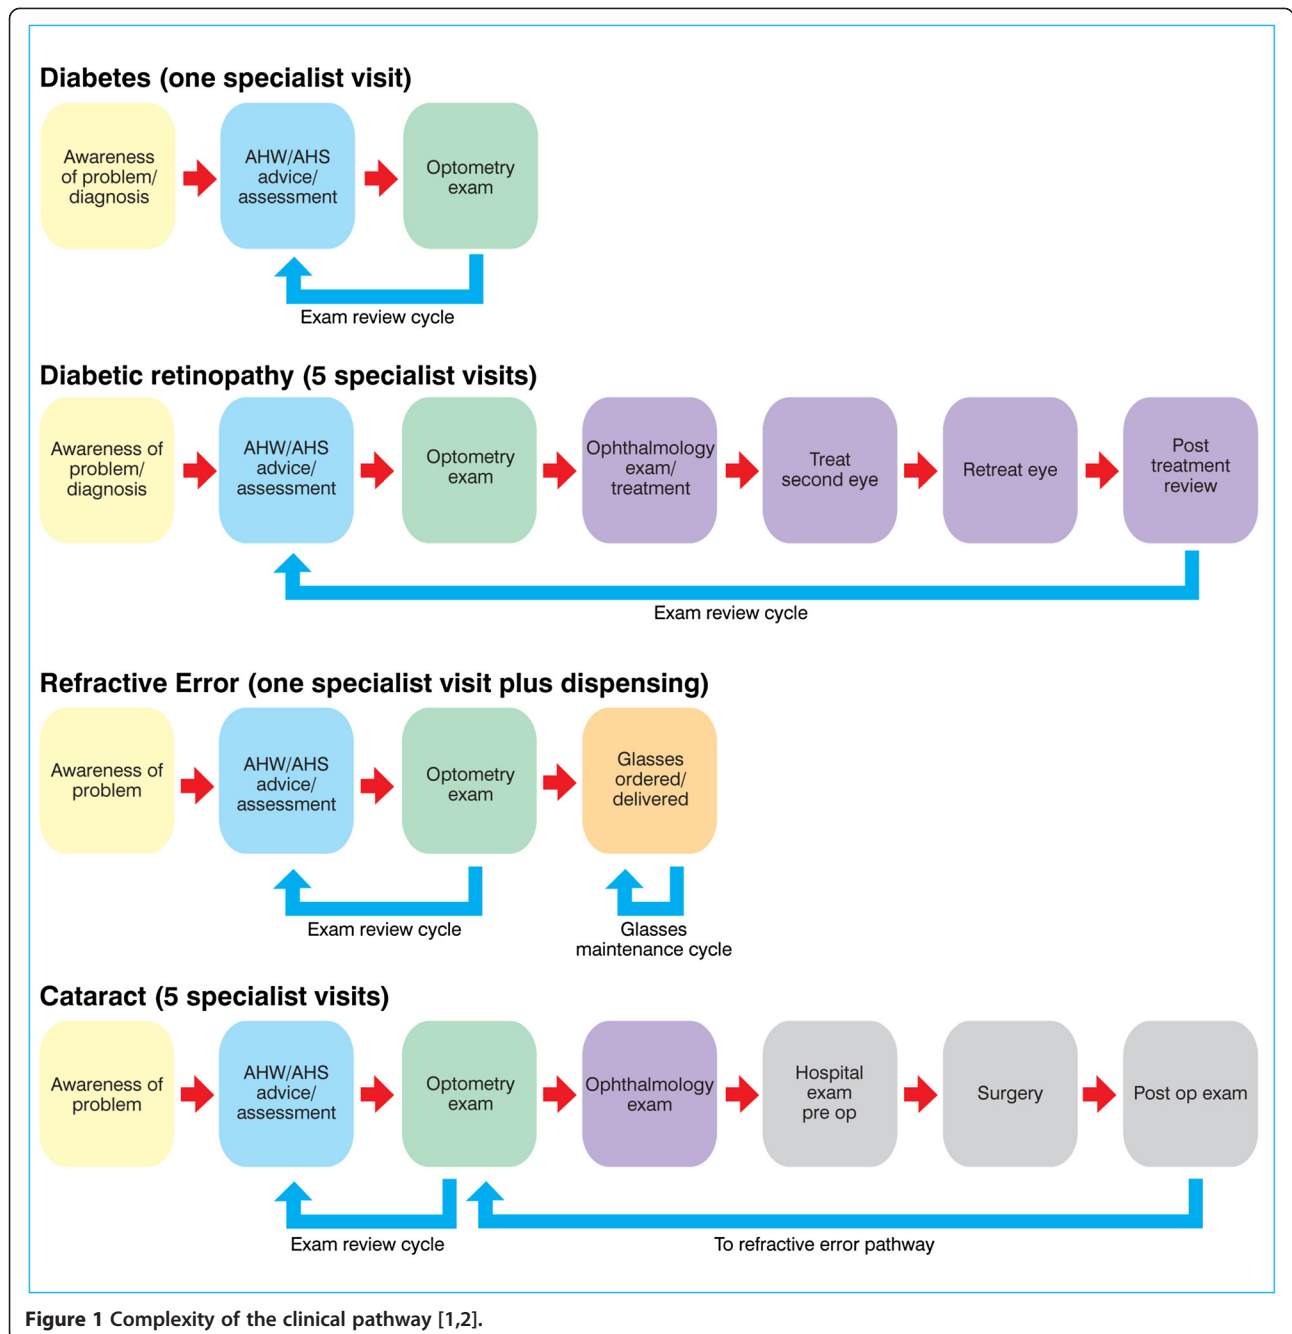 Diabetes (one specialist visit)
Awareness
of problem/
diagnosis
AHW/AHS
advice/
assessment
Optometry
exam
Exam review cycle
Diabetic retinopathy (5 specialist visits)
Awareness of
problem/
diagnosis
AHW/AHS
advice/
assessment
Optometry
exam
Ophthalmology
exam/
treatment
Treat
second eye
Retreat eye
Post
treatment
review
Exam review cycle
Refractive Error (one specialist visit plus dispensing)
Awareness of
problem
AHW/AHS
advice/
assessment
Optometry
exam
Glasses
ordered/
delivered
Exam review cycle
Glasses
maintenance cycle
Cataract (5 specialist visits)
Awareness of
problem
AHW/AHS
advice/
assessment
Optometry
exam
Ophthalmology
exam
Hospital
exam
pre op
Surgery
Post op exam
Exam review cycle
To refractive error pathway
Figure 1 Complexity of the clinical pathway [1,2].